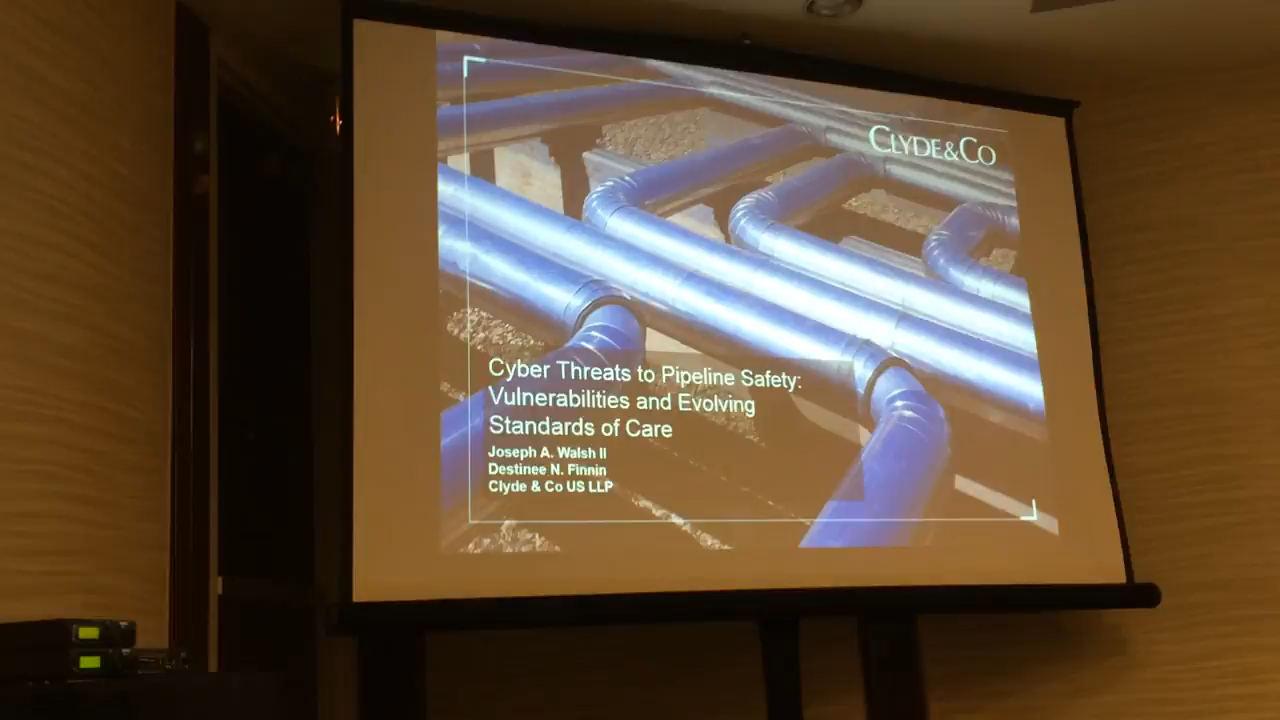 CLYDE&CO
Cyber Threats to Pipeline Safety:
Vulnerabilities and Evolving
Standards of Care
Joseph A. Walsh II
Destinee N. Finnin
Clyde & Co US LLP